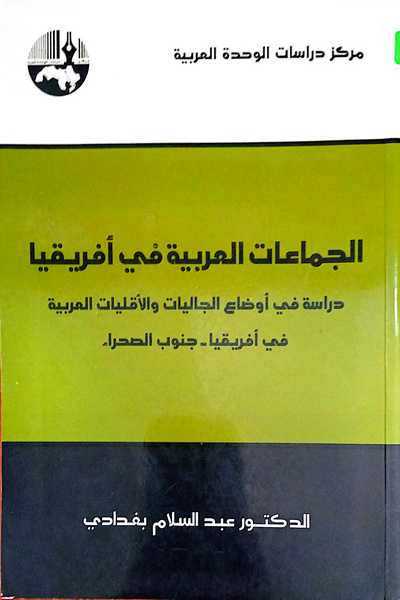 مركز دراسات الوحدة العربية
الجماعات العربية في أفريقيا
دراسة في أوضاع الجاليات والأقليات العربية
في أفريقيا - جنوب الصحراء
الدكتور عبد السلام بغدادي